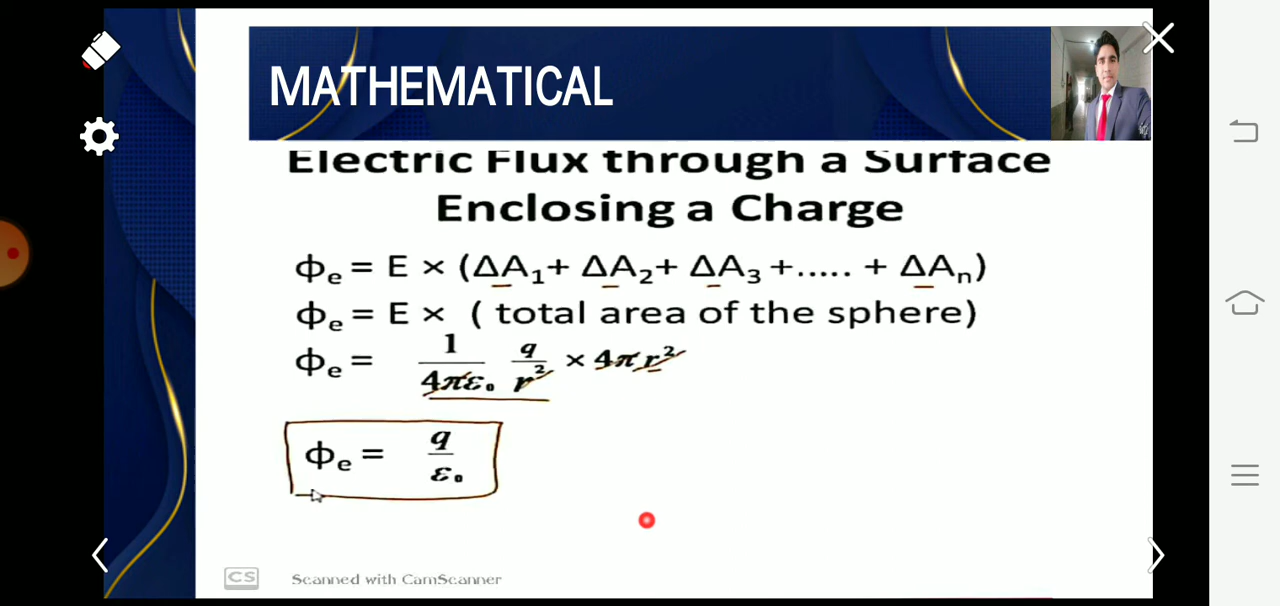 MATHEMATICAL
Electric Flux through a Surface
Enclosing a Charge
ϕₑ = E × (ΔA₁+ ΔA₂+ ΔA₃ +..... + ΔAₙ)
ϕₑ = E × ( total area of the sphere)
ϕₑ = 1/4πε₀ q/r² × 4πr²
ϕₑ = q/ε₀
CS Scanned with CamScanner